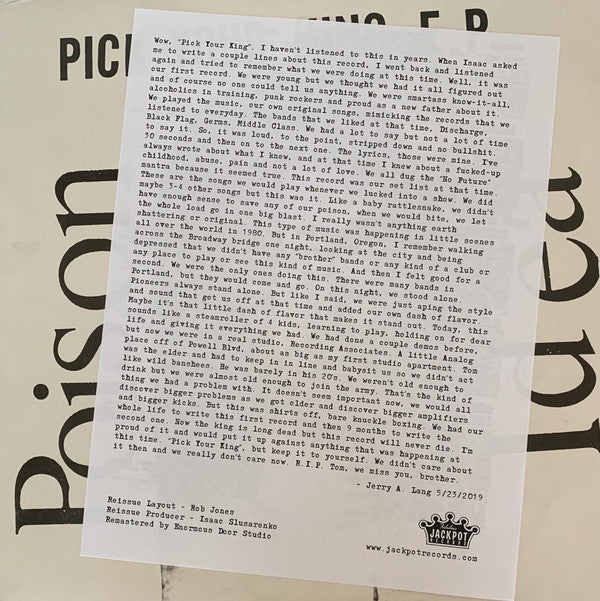 PICK YOUR KING E.P.
Poison Idea
Wow, "Pick Your King". I haven't listened to this in years. When Isaac asked
me to write a couple lines about this record, I went back and listened
again and tried to remember what we were doing at this time. Well, it was
our first record. We were young but we thought we had it all figured out
and of course no one could tell us anything. We were smartass know-it-all,
alcoholics in training, punk rockers and proud as a new father about it.
We played the music, our own original songs, mimicking the records that we
listened to everyday. The bands that we liked at that time, Discharge,
Black Flag, Germs, Middle Class. We had a lot to say but not a lot of time
to say it. So, it was loud, to the point, stripped down and no bullshit.
30 seconds and then on to the next one. The lyrics, those were mine. I've
always wrote about what I knew, and at that time I knew about a fucked-up
childhood, abuse, pain and not a lot of love. We all dug the "No Future"
mantra because it seemed true. This record was our set list at that time.
These are the songs we would play whenever we lucked into a show. We did
maybe 3-4 other songs but this was it. Like a baby rattlesnake, we didn't
have enough sense to save any of our poison, when we would bite, we let
the whole load go in one big blast. I really wasn't anything earth
shattering or original. This type of music was happening in little scenes
all over the world in 1980. But in Portland, Oregon, I remember walking
across the Broadway bridge one night, looking at the city and being
depressed that we didn't have any "brother" bands or any kind of a club or
any place to play or see this kind of music. And then I felt good for a
second. We were the only ones doing this. There were many bands in
Portland, but they would come and go. On this night, we stood alone.
Pioneers always stand alone. But like I said, we were just aping the style
and sound that got us off at that time and added our own dash of flavor.
Maybe it's that little dash of flavor that makes it stand out. Today, this
sounds like a steamroller of 4 kids, learning to play, holding on for dear
life and giving it everything we had. We had done a couple demos before,
but now we were in a real studio, Recording Associates. A little Analog
place off of Powell Blvd, about as big as my first studio apartment. Tom
was the elder and had to keep in in line and babysit us so we didn't act
like wild banshees. He was barely in his 20's. We weren't old enough to
drink but we were almost old enough to join the army. That's the kind of
thing we had a problem with. It doesn't seem important now, we would all
discover bigger problems as we got older and discover bigger amplifiers
and bigger kicks. But this was shirts off, bare knuckle boxing. We had our
whole life to write this first record and then 9 months to write the
second one. Now the king is long dead but this record will never die. I'm
proud of it and would put it up against anything that was happening at
this time. "Pick Your King", but keep it to yourself. We didn't care about
it then and we really don't care now. R.I.P. Tom, we miss you, brother.
- Jerry A. Lang 5/23/2019
Reissue Layout - Rob Jones
Reissue Producer - Isaac Slusarenko
Remastered by Enormous Door Studio
JACKPOT
RECORDS
www.jackpotrecords.com